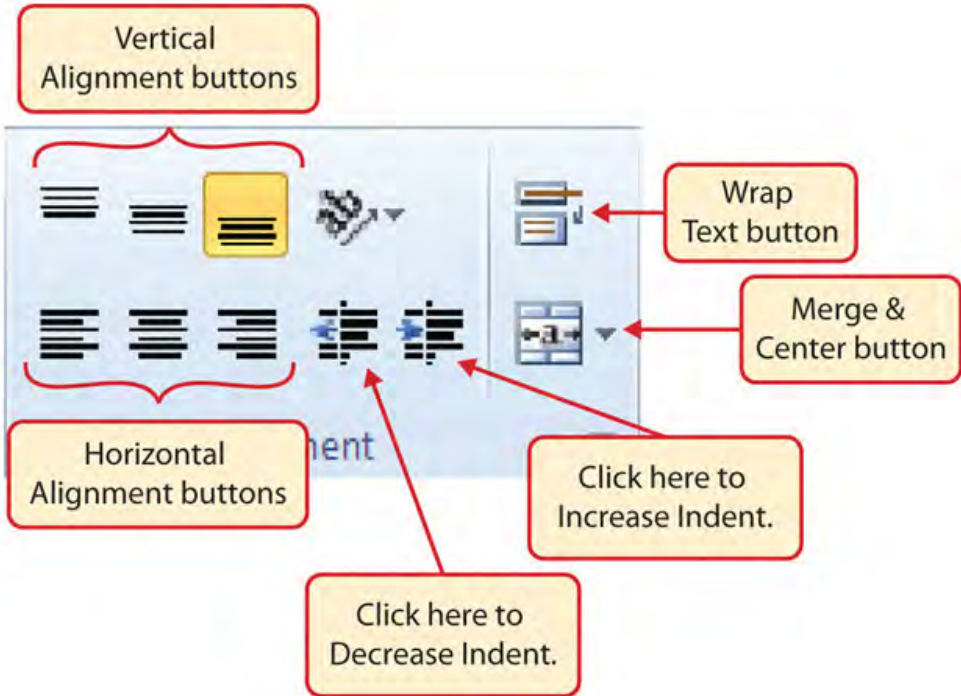 Vertical
Alignment buttons
Wrap
Text button
Merge &
Center button
a
Horizontal
Alignment buttons
ment
Click here to
Increase Indent.
Click here to
Decrease Indent.